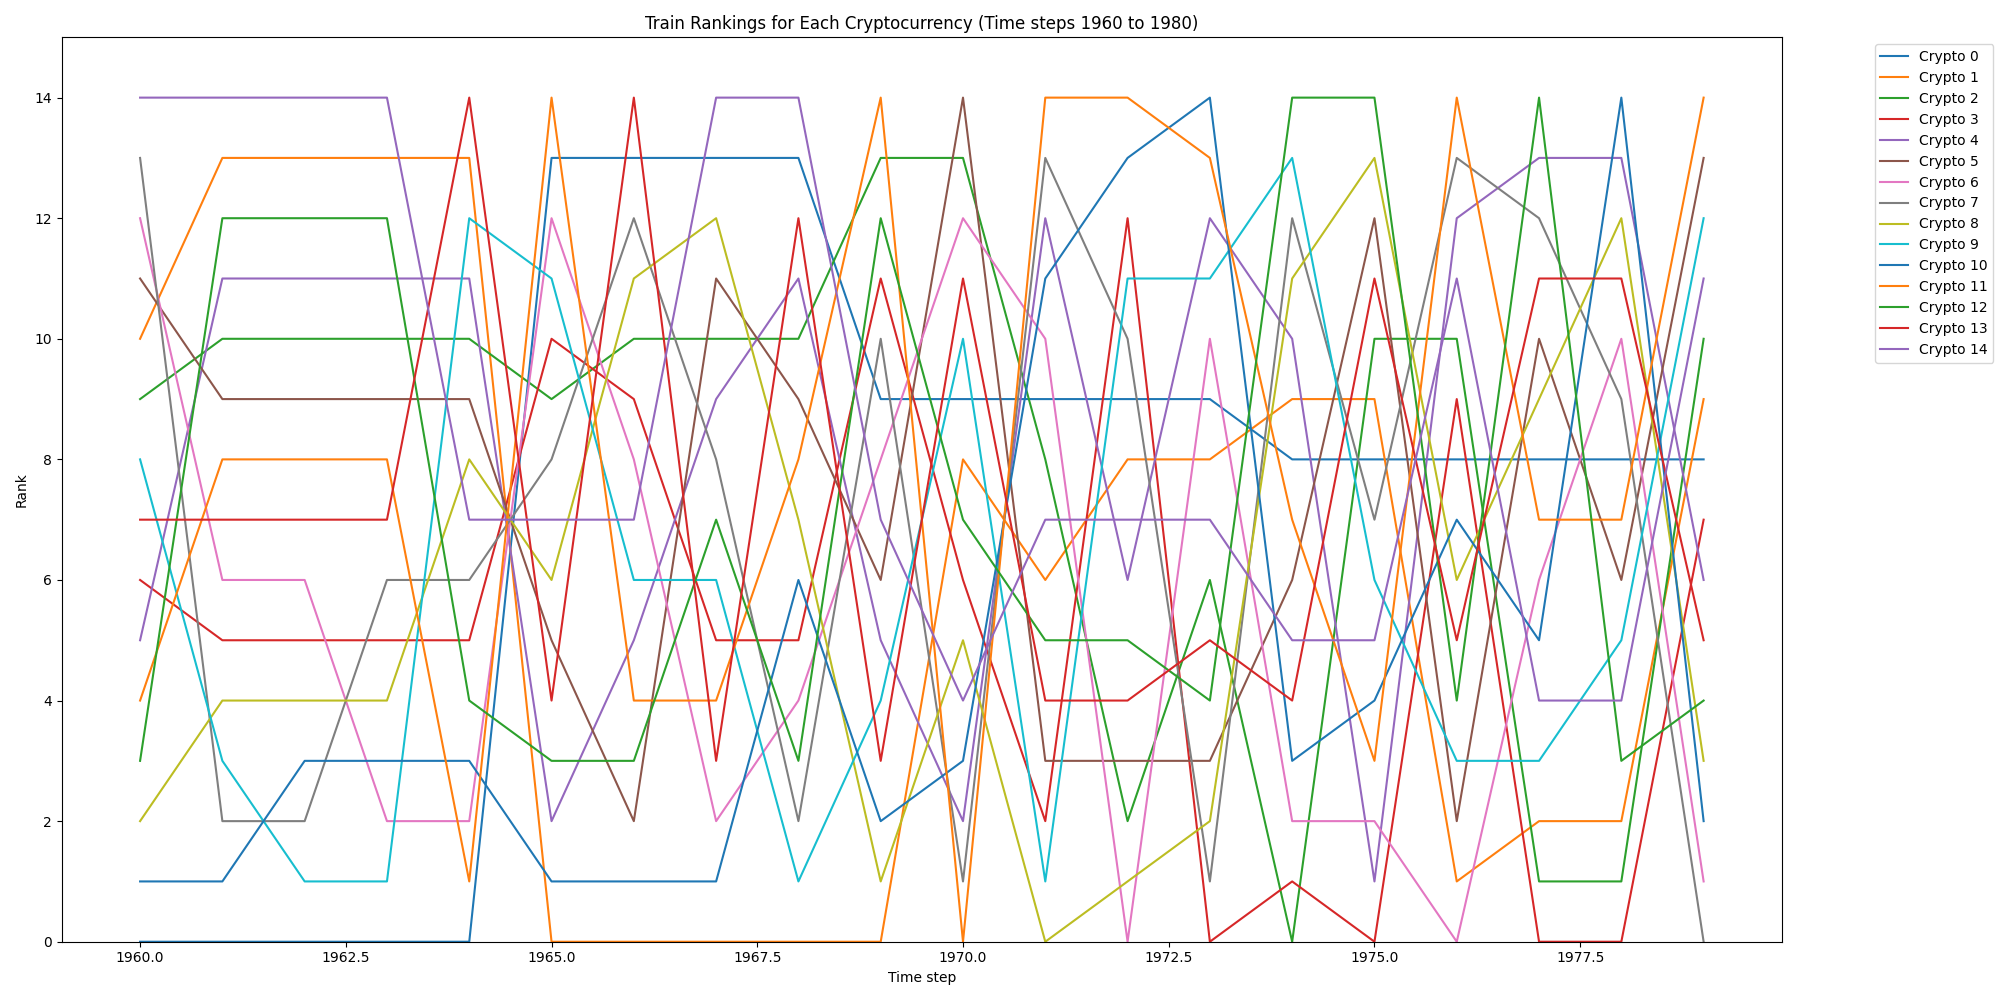 Train Rankings for Each Cryptocurrency (Time steps 1960 to 1980)
Crypto 0
Crypto 1
Crypto 2
Crypto 3
Crypto 4
Crypto 5
Crypto 6
Crypto 7
Crypto 8
Crypto 9
Crypto 10
Crypto 11
Crypto 12
Crypto 13
Crypto 14
Rank
14
12
10
8
6
4
2
0
1960.0 1962.5 1965.0 1967.5 1970.0 1972.5 1975.0 1977.5
Time step